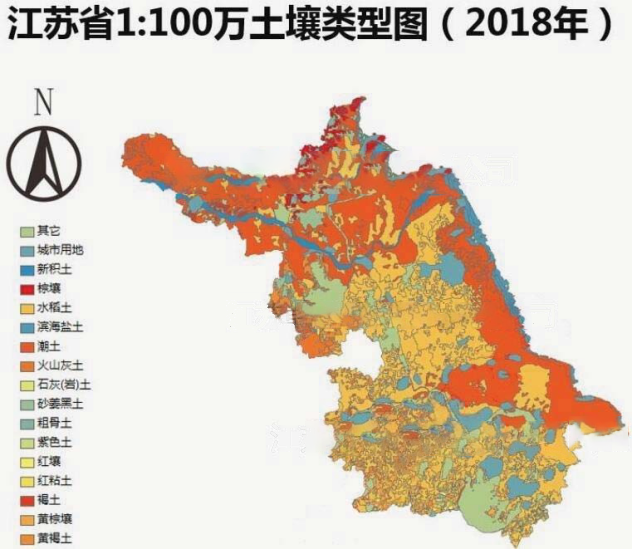 江苏省1:100万土壤类型图（2018年）
N
其它
城市用地
新积土
棕壤
水稻土
滨海盐土
潮土
火山灰土
石灰(岩)土
砂姜黑土
粗骨土
紫色土
红壤
红粘土
褐土
黄棕壤
黄褐土